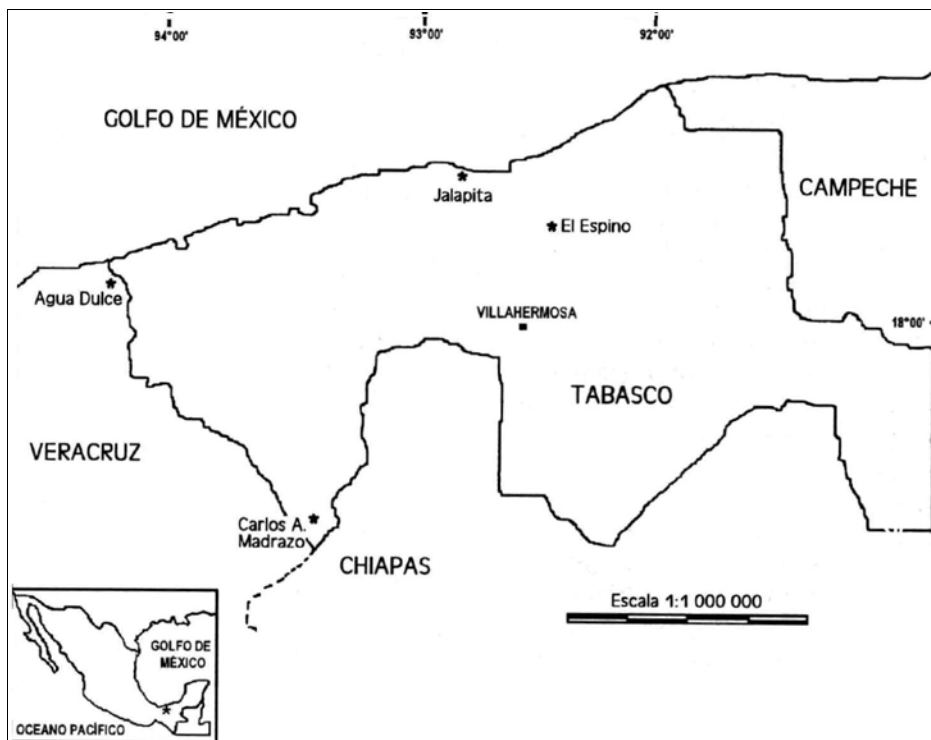 94°00'
93°00'
92°00'
GOLFO DE MÉXICO
CAMPECHE
Jalapita
El Espino
Agua Dulce
VILLAHERMOSA
18°00'
TABASCO
VERACRUZ
Carlos A.
Madrazo
CHIAPAS
Escala 1:1 000 000
GOLFO DE
MÉXICO
OCEANO PACÍFICO